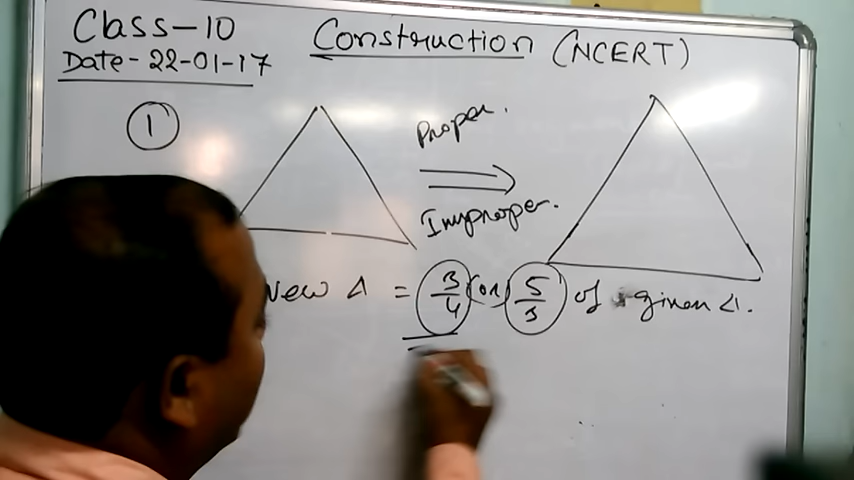 Class-10
Construction (NCERT)
Date-22-01-17
1
Proper.
Improper.
New Δ = 3/4 (or) 5/3 of given Δ.